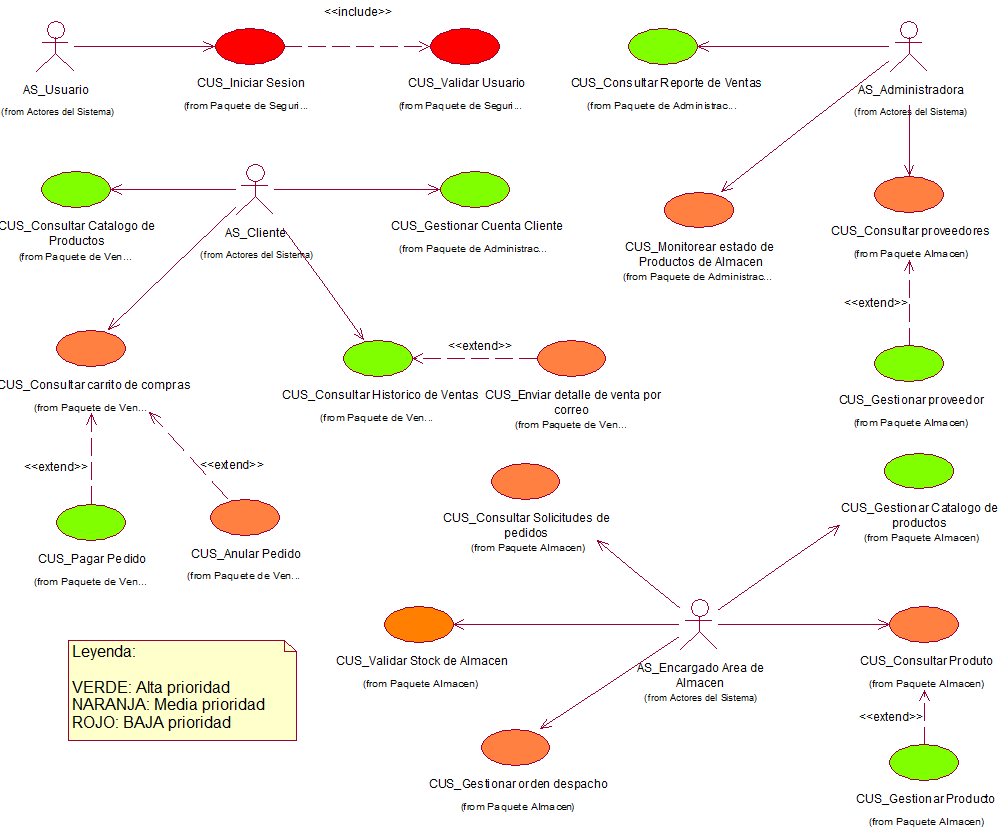 <<include>>
AS_Usuario
(from Actores del Sistema)
CUS_Iniciar Sesion
(from Paquete de Seguri...
CUS_Validar Usuario
(from Paquete de Seguri...
CUS_Consultar Reporte de Ventas
(from Paquete de Administrac...
AS_Administradora
(from Actores del Sistema)
CUS_Consultar Catalogo de
Productos
(from Paquete de Ven...
AS_Cliente
(from Actores del Sistema)
CUS_Gestionar Cuenta Cliente
(from Paquete de Administrac...
CUS_Monitorear estado de
Productos de Almacen
(from Paquete de Administrac...
CUS_Consultar proveedores
(from Paquete Almacen)
<<extend>>
CUS_Gestionar proveedor
(from Paquete Almacen)
CUS_Consultar carrito de compras
(from Paquete de Ven...
<<extend>>
CUS_Consultar Historico de Ventas
(from Paquete de Ven...
CUS_Enviar detalle de venta por
correo
(from Paquete de Ven...
<<extend>>
<<extend>>
CUS_Pagar Pedido
(from Paquete de Ven...
CUS_Anular Pedido
(from Paquete de Ven...
CUS_Consultar Solicitudes de
pedidos
(from Paquete Almacen)
CUS_Gestionar Catalogo de
productos
(from Paquete Almacen)
CUS_Validar Stock de Almacen
(from Paquete Almacen)
AS_Encargado Area de
Almacen
(from Actores del Sistema)
CUS_Consultar Produto
(from Paquete Almacen)
<<extend>>
CUS_Gestionar orden despacho
(from Paquete Almacen)
CUS_Gestionar Producto
(from Paquete Almacen)
Leyenda:
VERDE: Alta prioridad
NARANJA: Media prioridad
ROJO: BAJA prioridad